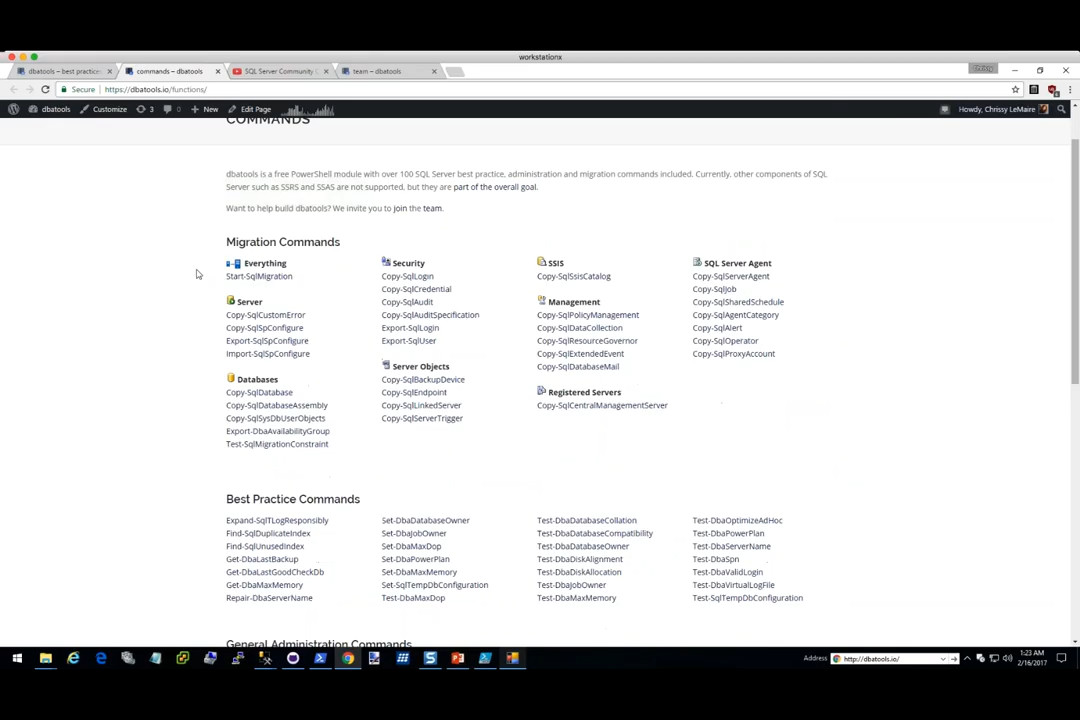 workstationx
dbatools – best practice
commands – dbatools
SQL Server Community C
team – dbatools
Chrissy
Secure
https://dbatools.io/functions/
dbatools
Customize
3
New
Edit Page
Howdy, Chrissy LeMaire
COMMANDS
dbatools is a free PowerShell module with over 100 SQL Server best practice, administration and migration commands included. Currently, other components of SQL
Server such as SSRS and SSAS are not supported, but they are part of the overall goal.
Want to help build dbatools? We invite you to join the team.
Migration Commands
Everything
Start-SqlMigration
Server
Copy-SqlCustomError
Copy-SqlSpConfigure
Export-SqlSpConfigure
Import-SqlSpConfigure
Databases
Copy-SqlDatabase
Copy-SqlDatabaseAssembly
Copy-SqlSysDbUserObjects
Export-DbaAvailabilityGroup
Test-SqlMigrationConstraint
Security
Copy-SqlLogin
Copy-SqlCredential
Copy-SqlAudit
Copy-SqlAuditSpecification
Export-SqlLogin
Export-SqlUser
Server Objects
Copy-SqlBackupDevice
Copy-SqlEndpoint
Copy-SqlLinkedServer
Copy-SqlServerTrigger
SSIS
Copy-SqlSsisCatalog
Management
Copy-SqlPolicyManagement
Copy-SqlDataCollection
Copy-SqlResourceGovernor
Copy-SqlExtendedEvent
Copy-SqlDatabaseMail
Registered Servers
Copy-SqlCentralManagementServer
SQL Server Agent
Copy-SqlServerAgent
Copy-SqlJob
Copy-SqlSharedSchedule
Copy-SqlAgentCategory
Copy-SqlAlert
Copy-SqlOperator
Copy-SqlProxyAccount
Best Practice Commands
Expand-SqlTLogResponsibly
Find-SqlDuplicateIndex
Find-SqlUnusedIndex
Get-DbaLastBackup
Get-DbaLastGoodCheckDb
Get-DbaMaxMemory
Repair-DbaServerName
Set-DbaDatabaseOwner
Set-DbaJobOwner
Set-DbaMaxDop
Set-DbaPowerPlan
Set-DbaMaxMemory
Set-SqlTempDbConfiguration
Test-DbaMaxDop
Test-DbaDatabaseCollation
Test-DbaDatabaseCompatibility
Test-DbaDatabaseOwner
Test-DbaDiskAlignment
Test-DbaDiskAllocation
Test-DbaJobOwner
Test-DbaMaxMemory
Test-DbaOptimizeAdHoc
Test-DbaPowerPlan
Test-DbaServerName
Test-DbaSpn
Test-DbaValidLogin
Test-DbaVirtualLogFile
Test-SqlTempDbConfiguration
General Administration Commands
Address
http://dbatools.io/
1:23 AM
2/16/2017